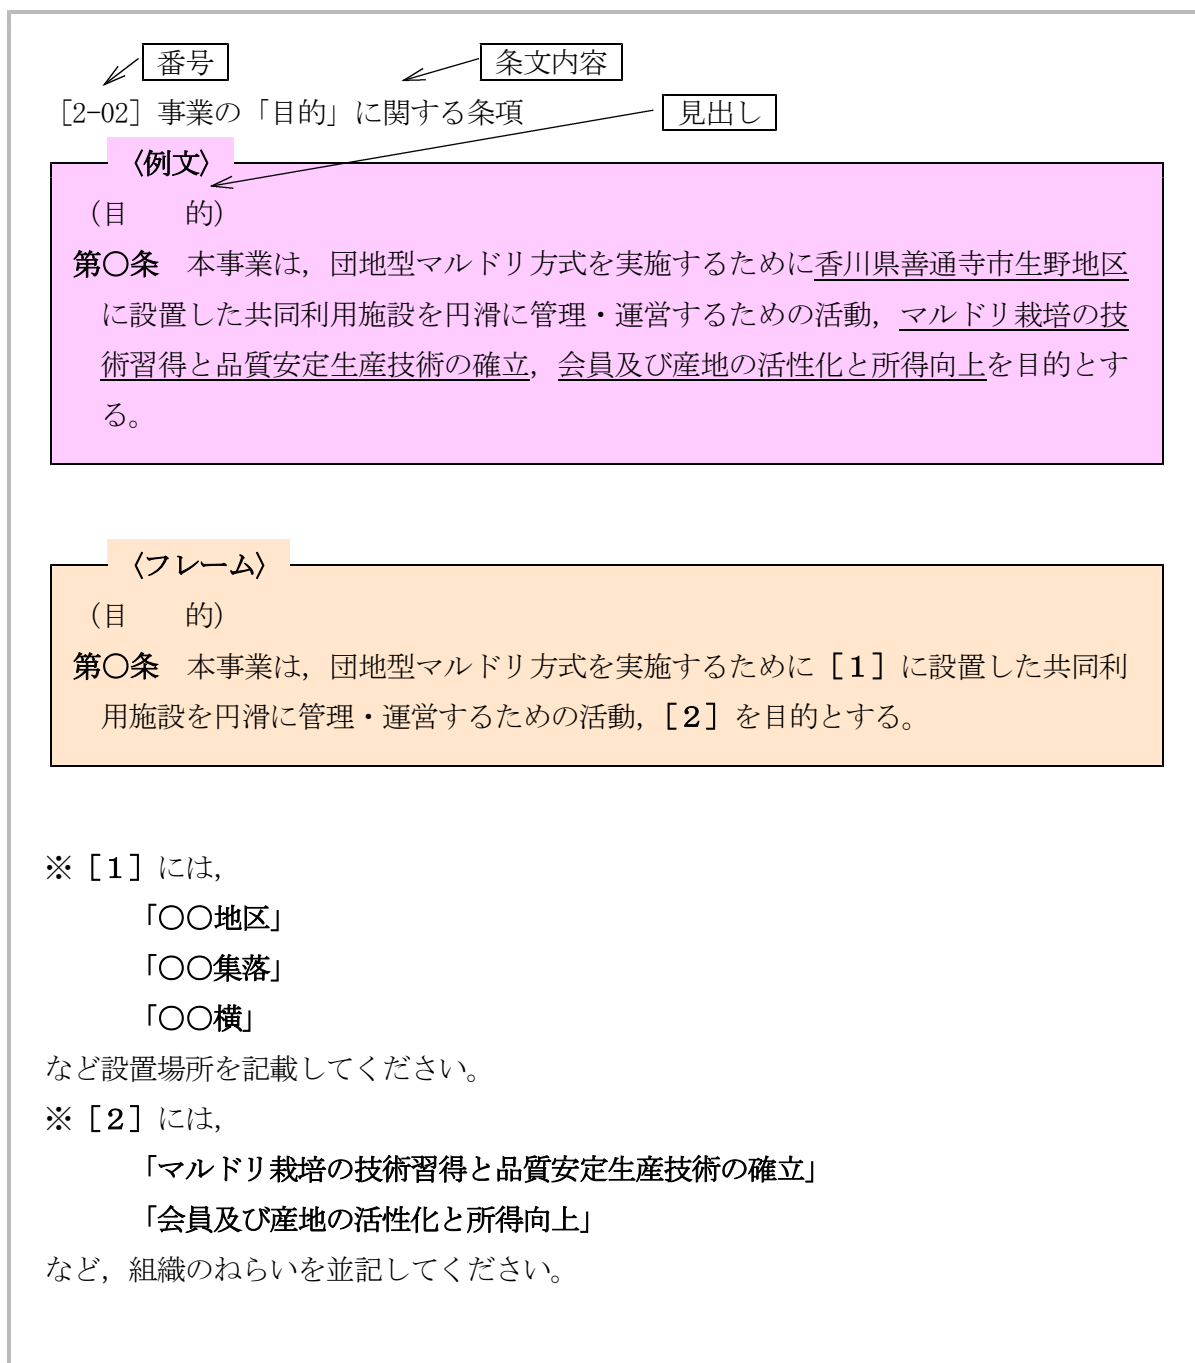 番号
条文内容
［2-02］事業の「目的」に関する条項
見出し
〈例文〉
（目　　的）
第○条　本事業は，団地型マルドリ方式を実施するために香川県善通寺市生野地区
に設置した共同利用施設を円滑に管理・運営するための活動，マルドリ栽培の技
術習得と品質安定生産技術の確立，会員及び産地の活性化と所得向上を目的とす
る。
〈フレーム〉
（目　　的）
第○条　本事業は，団地型マルドリ方式を実施するために［１］に設置した共同利
用施設を円滑に管理・運営するための活動，［２］を目的とする。
※［１］には，
「○○地区」
「○○集落」
「○○横」
など設置場所を記載してください。
※［２］には，
「マルドリ栽培の技術習得と品質安定生産技術の確立」
「会員及び産地の活性化と所得向上」
など，組織のねらいを並記してください。